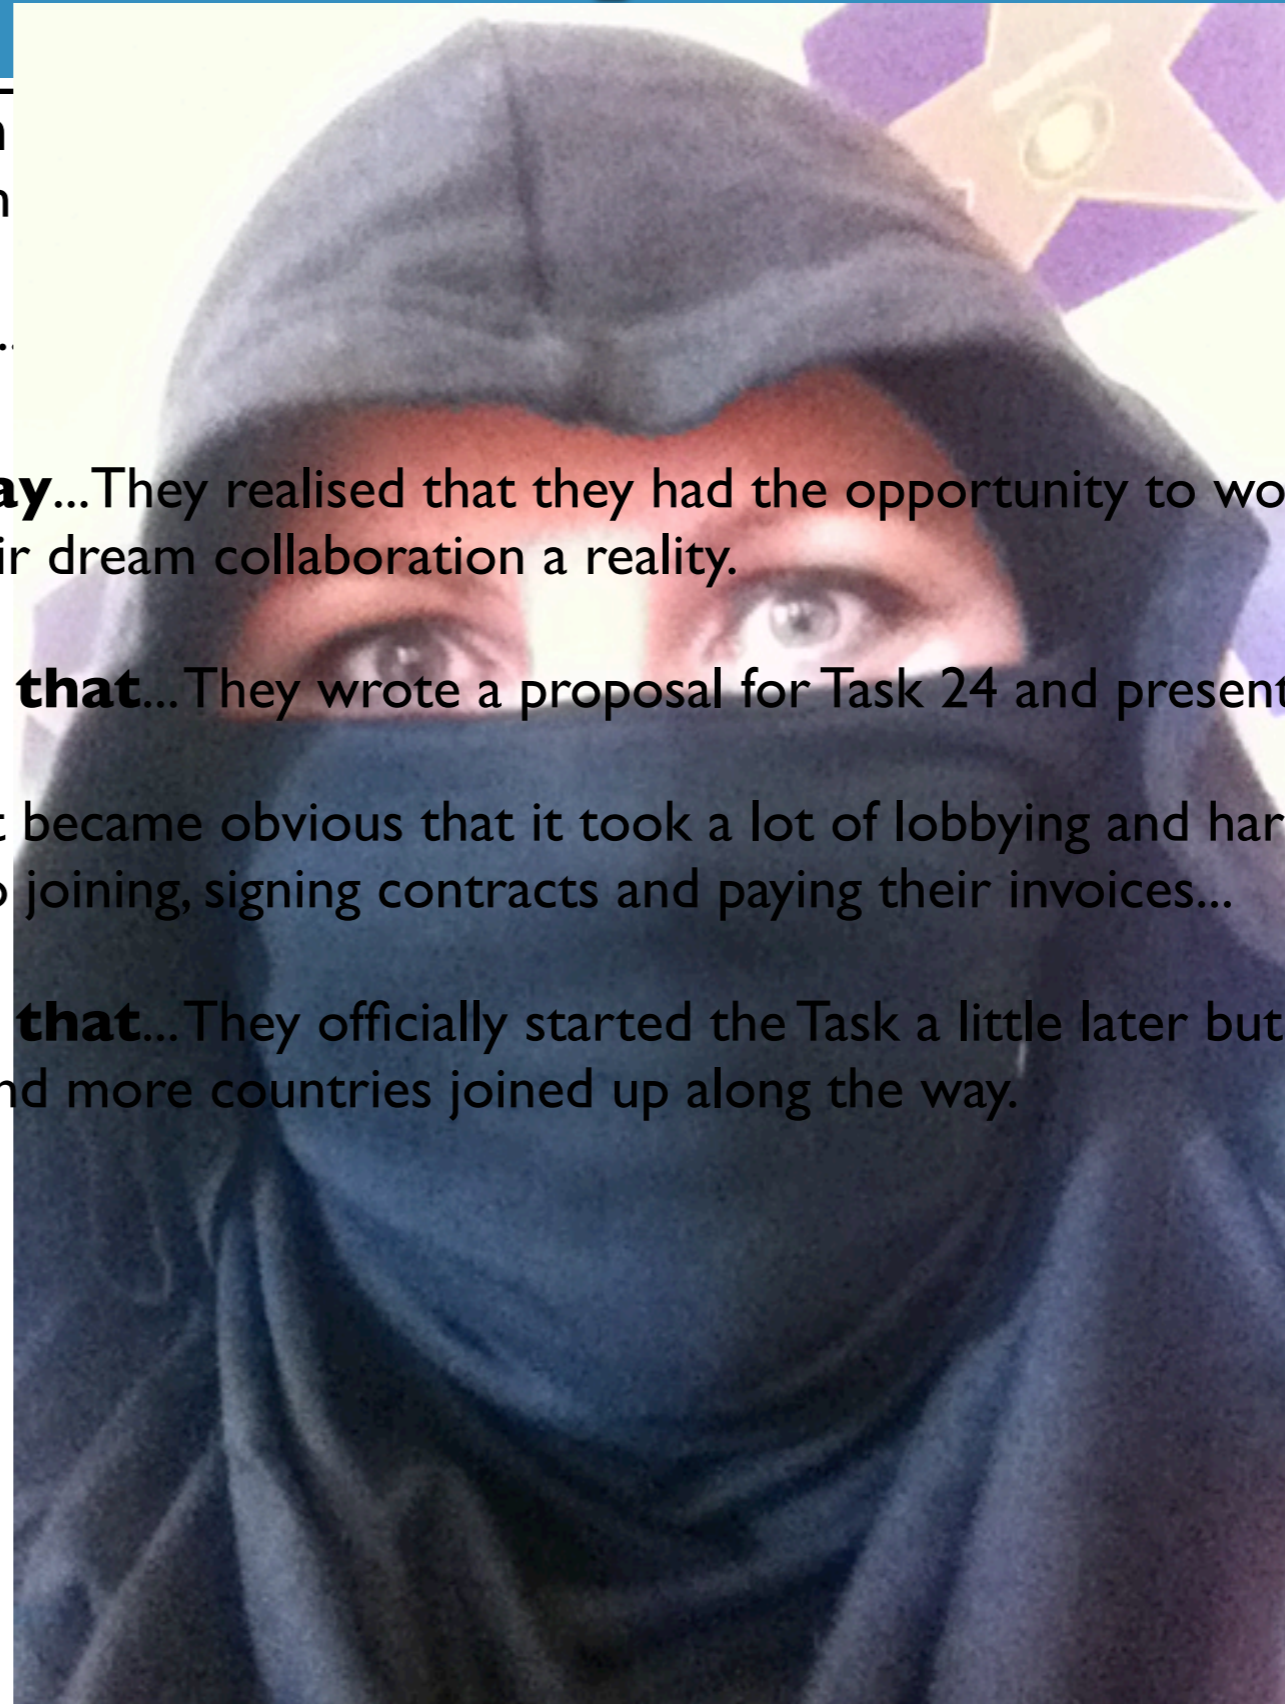 n
n
..
ay...They realised that they had the opportunity to wo
ir dream collaboration a reality.
that...They wrote a proposal for Task 24 and present
t became obvious that it took a lot of lobbying and har
o joining, signing contracts and paying their invoices...
that...They officially started the Task a little later but
nd more countries joined up along the way.